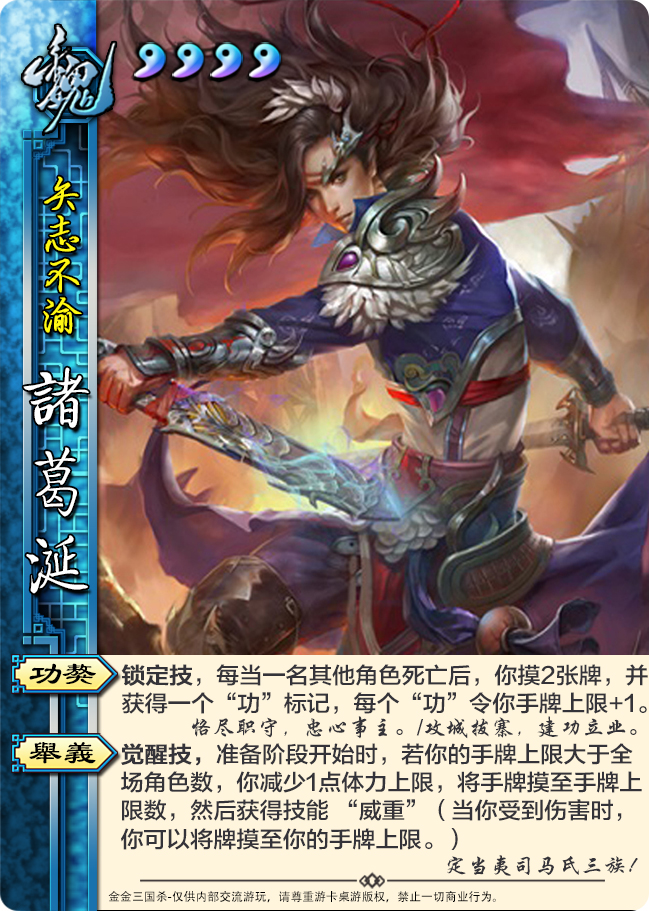 魏
矢志不渝
諸葛涎
功獒
锁定技，每当一名其他角色死亡后，你摸2张牌，并
获得一个“功”标记，每个“功”令你手牌上限+1。
恪尽职守，忠心事主。/攻城拔寨，建功立业。
舉義
觉醒技，准备阶段开始时，若你的手牌上限大于全
场角色数，你减少1点体力上限，将手牌摸至手牌上
限数，然后获得技能 “威重”（当你受到伤害时，
你可以将牌摸至你的手牌上限。）
定当夷司马氏三族！
金金三国杀-仅供内部交流游玩，请尊重游卡桌游版权，禁止一切商业行为。